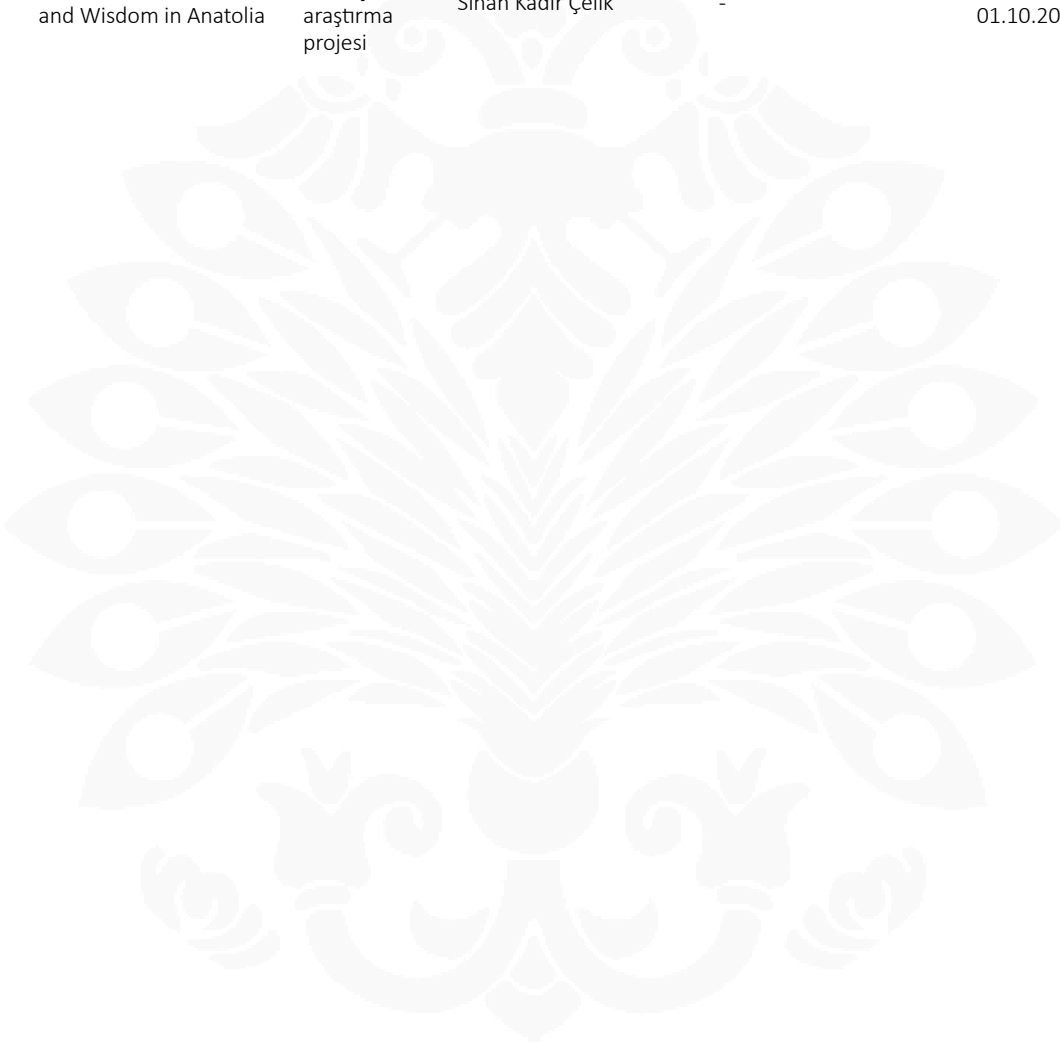 and Wisdom in Anatolia
araştırma
projesi
Sinan Kadir Çelik
-
01.10.20